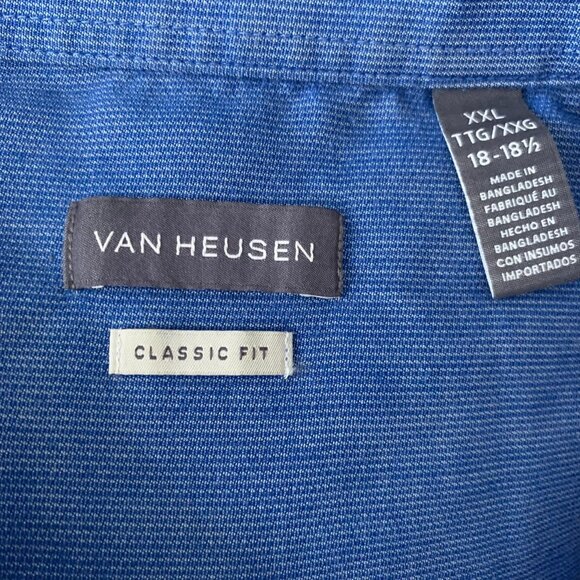 XXL
TTG/XXG
18-18½
MADE IN
BANGLADESH
FABRIQUÉ AU
BANGLADESH
HECHO EN
BANGLADESH
CON INSUMOS
IMPORTADOS
VAN HEUSEN
CLASSIC FIT